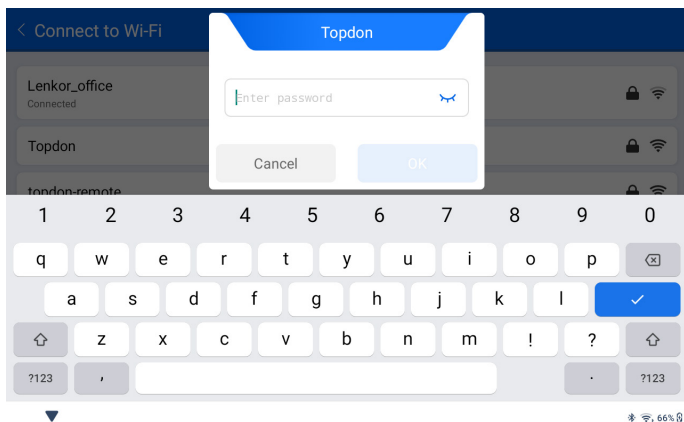 Connect to Wi-Fi
Topdon
Lenkor_office
Connected
Enter password
Topdon
Cancel
OK
topdon-remote
1 2 3 4 5 6 7 8 9 0
q w e r t y u i o p
a s d f g h j k l
z x c v b n m ! ?
?123 , . ?123
66%